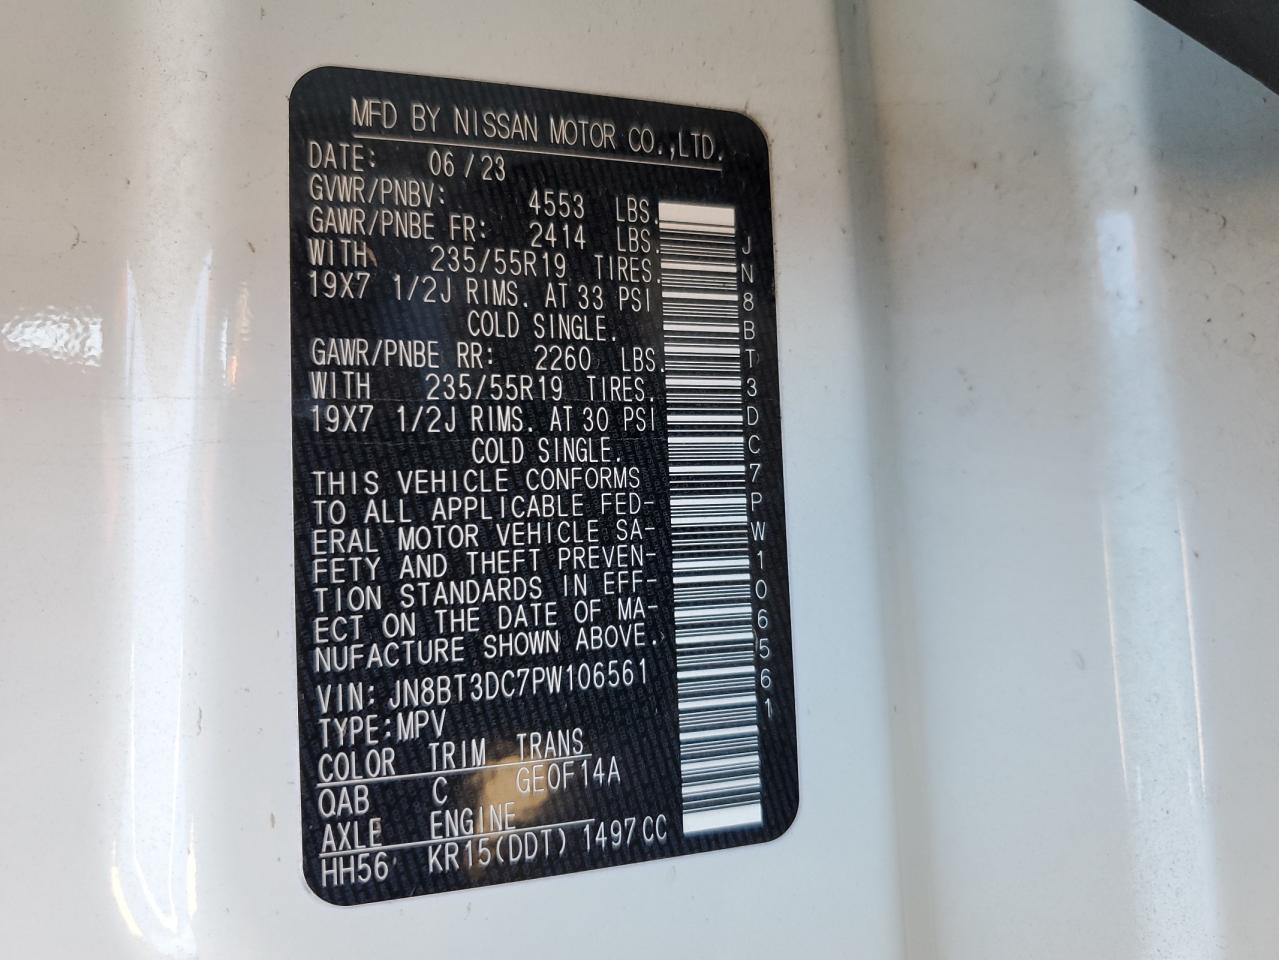 MFD BY NISSAN MOTOR CO.,LTD.
DATE: 06/23
GVWR/PNBV: 4553 LBS.
GAWR/PNBE FR: 2414 LBS.
WITH 235/55R19 TIRES.
19X7 1/2J RIMS. AT 33 PSI
COLD SINGLE.
GAWR/PNBE RR: 2260 LBS.
WITH 235/55R19 TIRES.
19X7 1/2J RIMS. AT 30 PSI
COLD SINGLE.
THIS VEHICLE CONFORMS
TO ALL APPLICABLE FED-
ERAL MOTOR VEHICLE SA-
FETY AND THEFT PREVEN-
TION STANDARDS IN EFF-
ECT ON THE DATE OF MA-
NUFACTURE SHOWN ABOVE.
VIN: JN8BT3DC7PW106561
TYPE:MPV
COLOR TRIM TRANS
QAB C GE0F14A
AXLE ENGINE
HH56 KR15(DDT) 1497CC
JN8BT3DC7PW106561